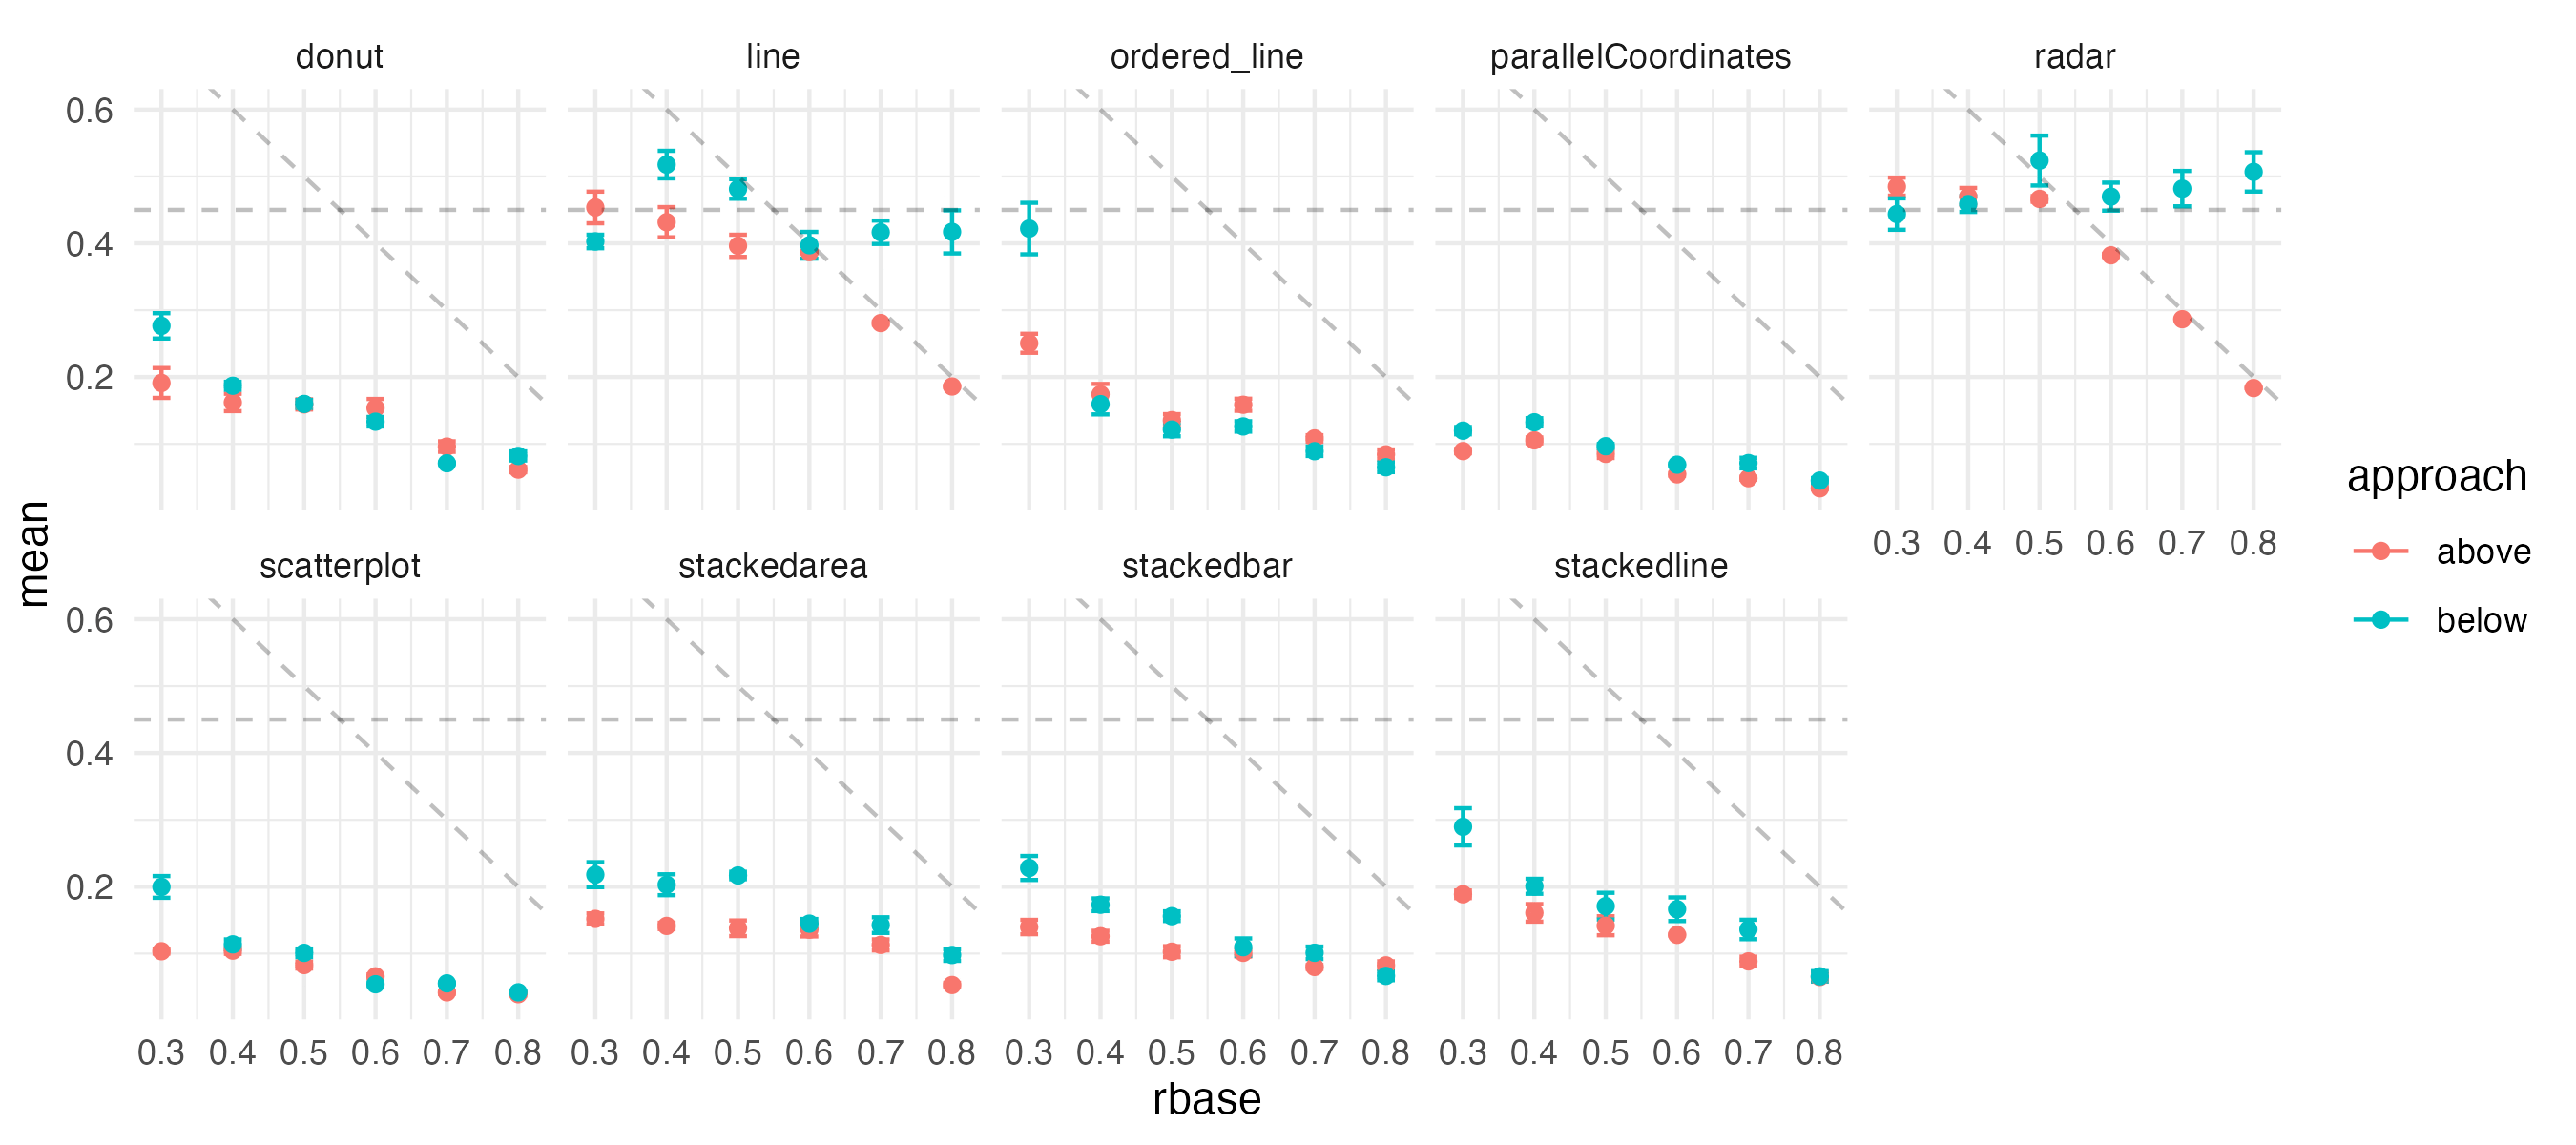 donut line ordered_line parallelCoordinates radar
0.6
0.4
0.2
0.3 0.4 0.5 0.6 0.7 0.8
scatterplot stackedarea stackedbar stackedline
0.6
0.4
0.2
0.3 0.4 0.5 0.6 0.7 0.8 0.3 0.4 0.5 0.6 0.7 0.8 0.3 0.4 0.5 0.6 0.7 0.8 0.3 0.4 0.5 0.6 0.7 0.8
rbase
mean
approach
above
below